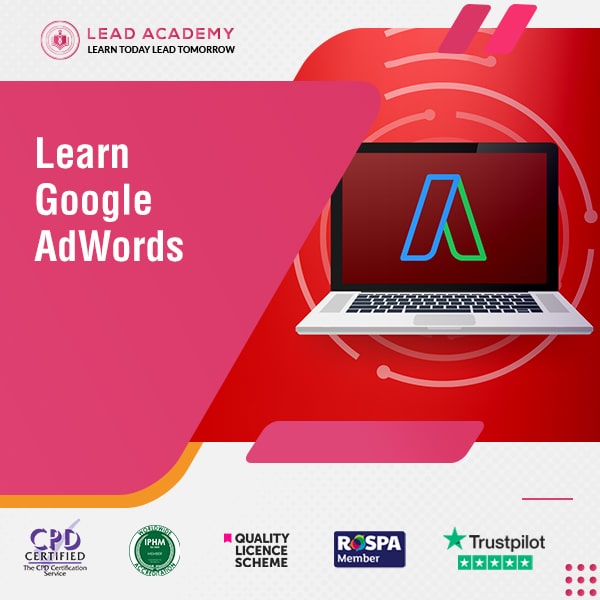 LEAD ACADEMY
LEARN TODAY LEAD TOMORROW
Learn
Google
AdWords
CPD
CERTIFIED
The CPD Certification
Service
WORLDWIDE
IPHM
MEMBER
ACCREDITATION
QUALITY
LICENCE
SCHEME
ROSPA
Member
Trustpilot